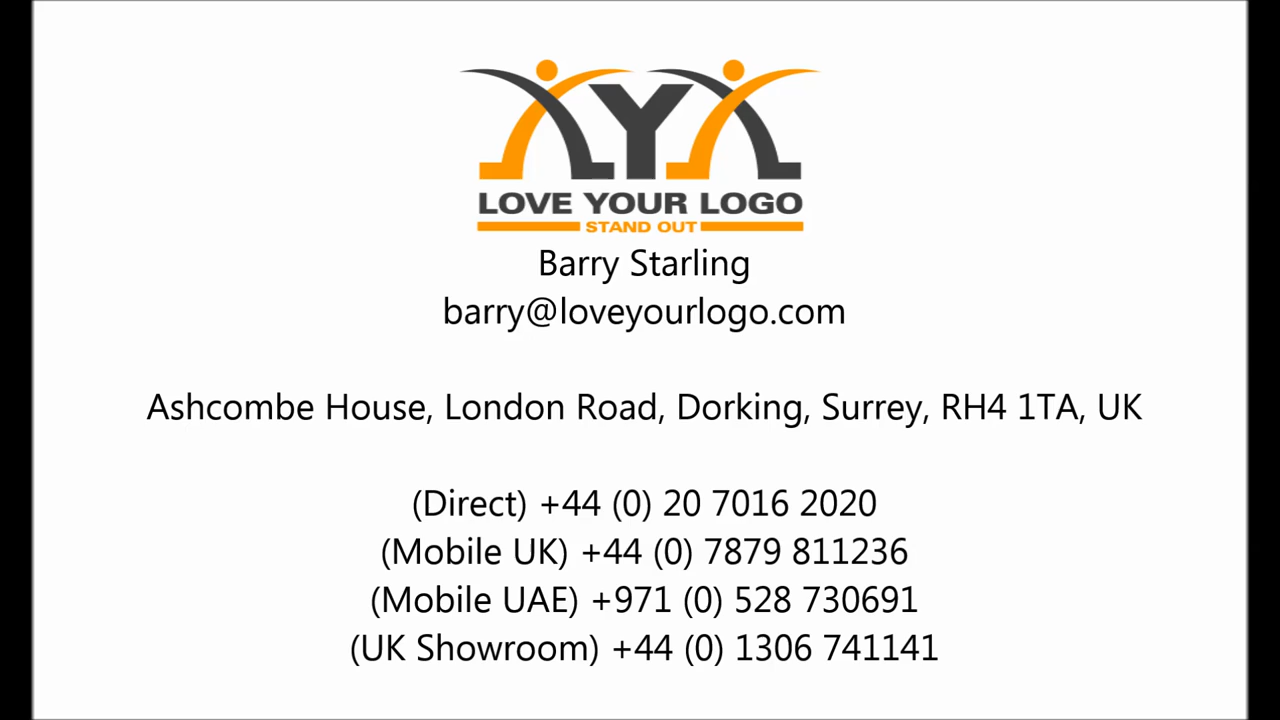 LOVE YOUR LOGO
STAND OUT
Barry Starling
barry@loveyourlogo.com
Ashcombe House, London Road, Dorking, Surrey, RH4 1TA, UK
(Direct) +44 (0) 20 7016 2020
(Mobile UK) +44 (0) 7879 811236
(Mobile UAE) +971 (0) 528 730691
(UK Showroom) +44 (0) 1306 741141